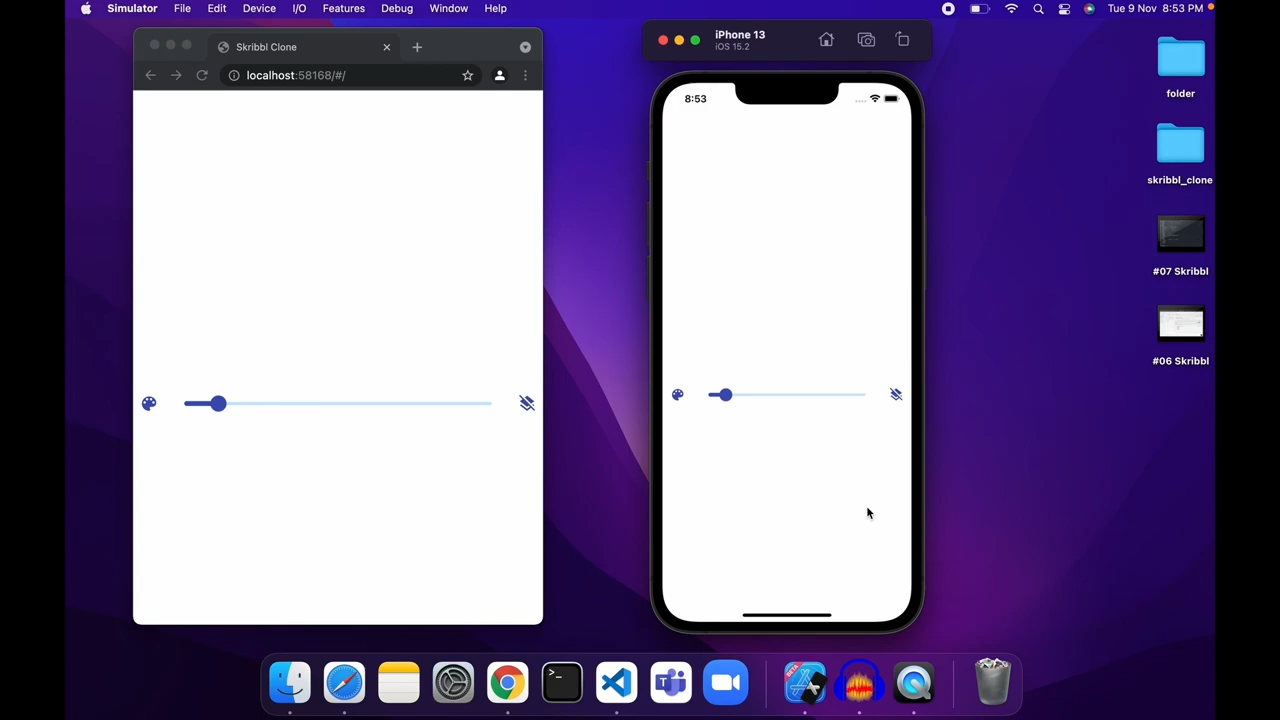 Simulator File Edit Device I/O Features Debug Window Help Tue 9 Nov 8:53 PM
Skribbl Clone
localhost:58168/#/
iPhone 13
iOS 15.2
8:53
folder
skribbl_clone
#07 Skribbl
#06 Skribbl
BETA